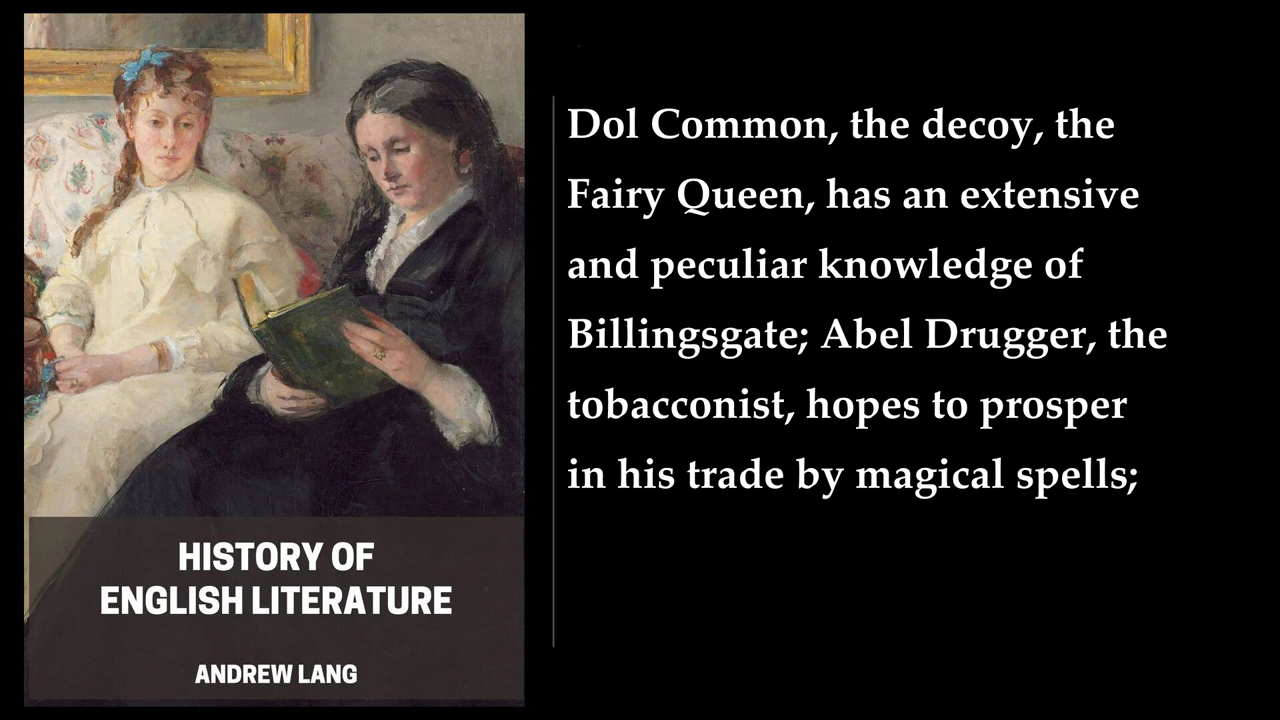 HISTORY OF
ENGLISH LITERATURE
ANDREW LANG
Dol Common, the decoy, the
Fairy Queen, has an extensive
and peculiar knowledge of
Billingsgate; Abel Drugger, the
tobacconist, hopes to prosper
in his trade by magical spells;